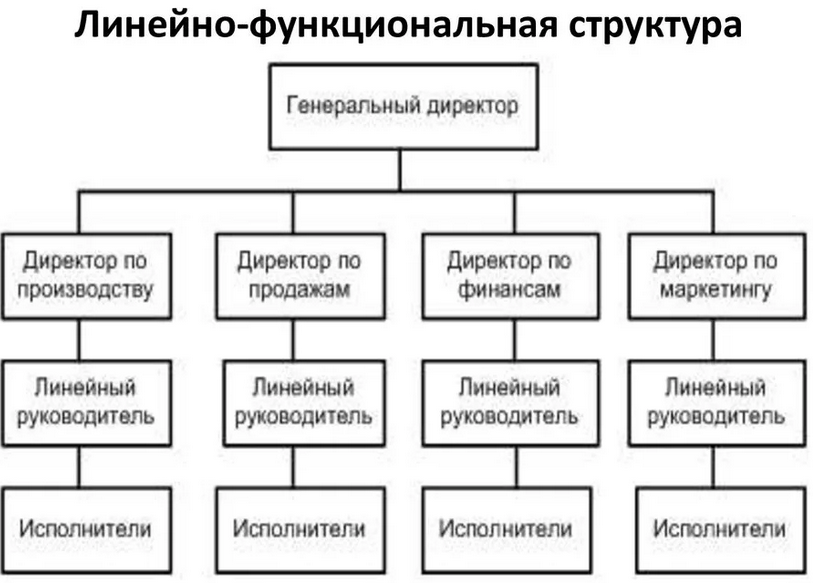 Линейно-функциональная структура
Генеральный директор
Директор по
производству
Директор по
продажам
Директор по
финансам
Директор по
маркетингу
Линейный
руководитель
Линейный
руководитель
Линейный
руководитель
Линейный
руководитель
Исполнители
Исполнители
Исполнители
Исполнители